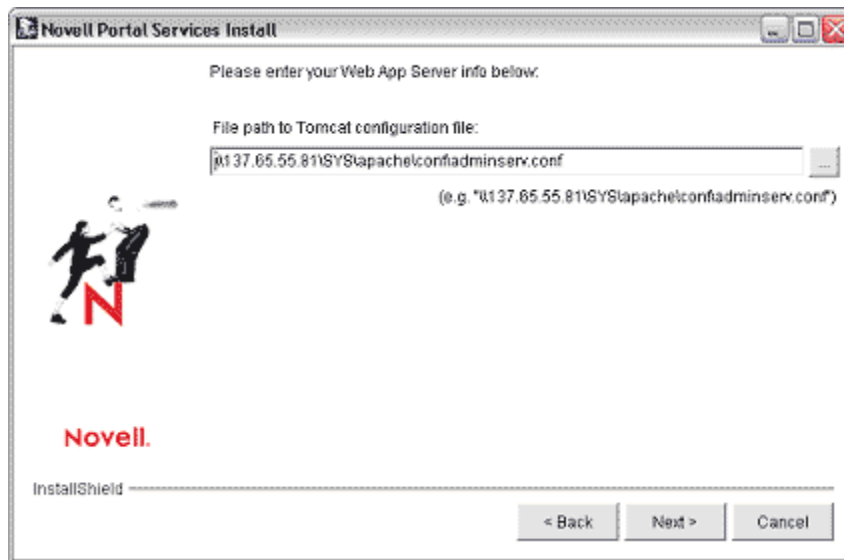 Novell Portal Services Install
Please enter your Web App Server info below:
File path to Tomcat configuration file:
\\137.65.55.81\SYS\apache\conf\adminserv.conf
...
(e.g. "\\137.65.55.81\SYS\apache\conf\adminserv.conf")
N
Novell.
InstallShield
< Back
Next >
Cancel